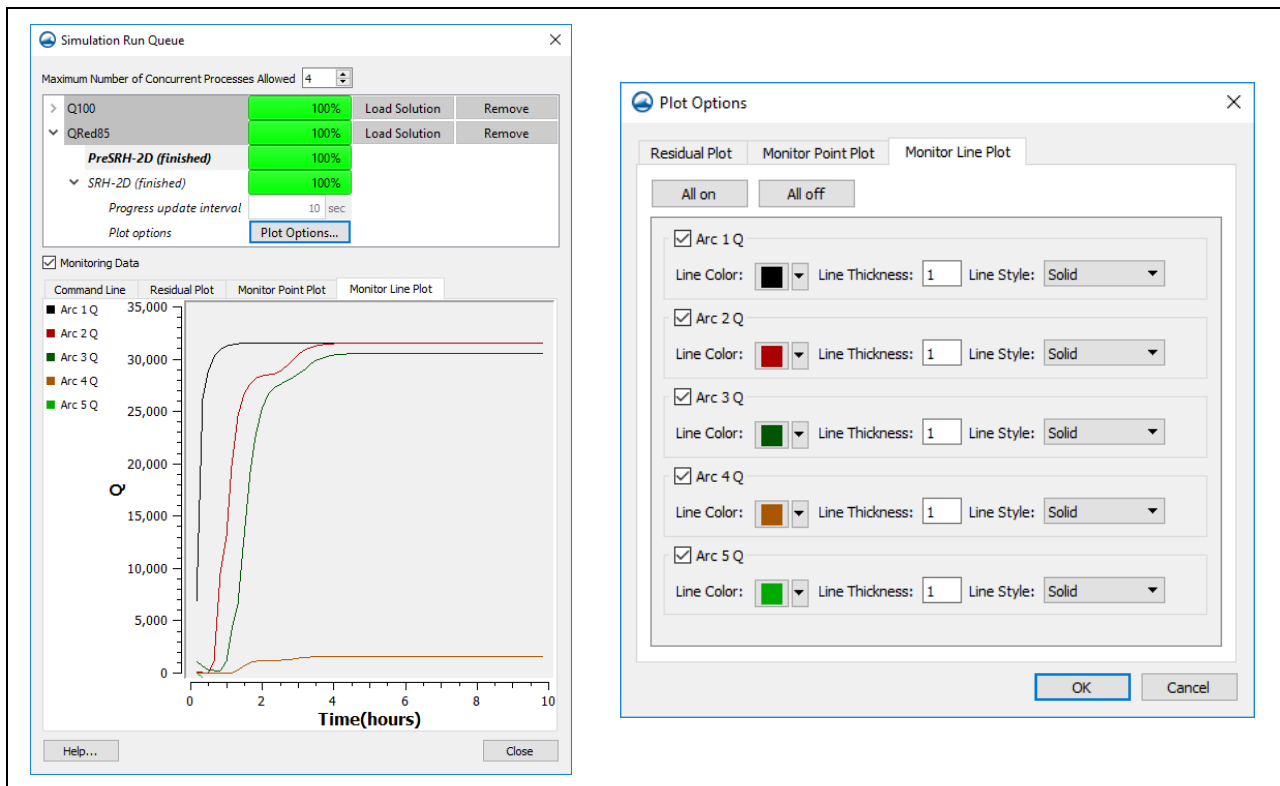 Simulation Run Queue
Maximum Number of Concurrent Processes Allowed 4
Q100 100% Load Solution Remove
QRed85 100% Load Solution Remove
PreSRH-2D (finished) 100%
SRH-2D (finished) 100%
Progress update interval 10 sec
Plot options Plot Options...
Monitoring Data
Command Line Residual Plot Monitor Point Plot Monitor Line Plot
Arc 1 Q
Arc 2 Q
Arc 3 Q
Arc 4 Q
Arc 5 Q
35,000
30,000
25,000
20,000
15,000
10,000
5,000
0
Q
0 2 4 6 8 10
Time(hours)
Help... Close
Plot Options
Residual Plot Monitor Point Plot Monitor Line Plot
All on All off
Arc 1 Q
Line Color: Line Thickness: 1 Line Style: Solid
Arc 2 Q
Line Color: Line Thickness: 1 Line Style: Solid
Arc 3 Q
Line Color: Line Thickness: 1 Line Style: Solid
Arc 4 Q
Line Color: Line Thickness: 1 Line Style: Solid
Arc 5 Q
Line Color: Line Thickness: 1 Line Style: Solid
OK Cancel